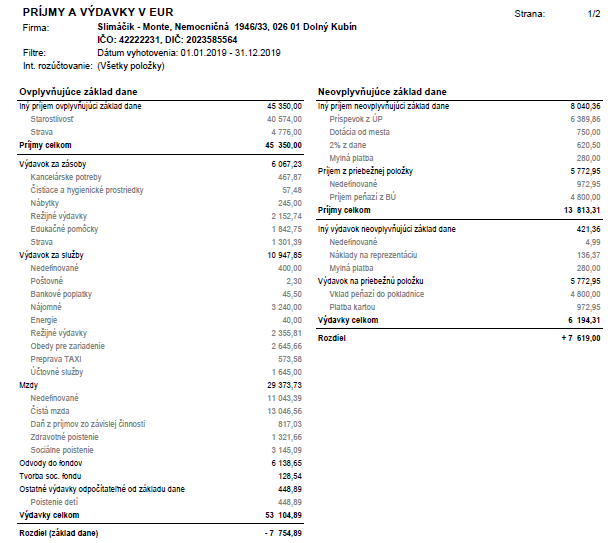 PRÍJMY A VÝDAVKY V EUR
Strana: 1/2
Firma: Slimáčik - Monte, Nemocničná 1946/33, 026 01 Dolný Kubín
IČO: 42222231, DIČ: 2023585564
Filtre: Dátum vyhotovenia: 01.01.2019 - 31.12.2019
Int. rozúčtovanie: (Všetky položky)
Ovplyvňujúce základ dane
Iný príjem ovplyvňujúci základ dane 45 350,00
Starostlivosť 40 574,00
Strava 4 776,00
Príjmy celkom 45 350,00
Výdavok za zásoby 6 067,23
Kancelárske potreby 467,87
Čistiace a hygienické prostriedky 57,48
Nábytky 245,00
Režijné výdavky 2 152,74
Edukačné pomôcky 1 842,75
Strava 1 301,39
Výdavok za služby 10 947,85
Nedefinované 400,00
Poštovné 2,30
Bankové poplatky 45,50
Nájomné 3 240,00
Energie 40,00
Režijné výdavky 2 355,81
Obedy pre zariadenie 2 645,66
Preprava TAXI 573,58
Účtovné služby 1 645,00
Mzdy 29 373,73
Nedefinované 11 043,39
Čistá mzda 13 046,56
Daň z príjmov zo závislej činnosti 817,03
Zdravotné poistenie 1 321,66
Sociálne poistenie 3 145,09
Odvody do fondov 6 138,65
Tvorba soc. fondu 128,54
Ostatné výdavky odpočítateľné od základu dane 448,89
Poistenie detí 448,89
Výdavky celkom 53 104,89
Rozdiel (základ dane) - 7 754,89
Neovplyvňujúce základ dane
Iný príjem neovplyvňujúci základ dane 8 040,36
Príspevok z ÚP 6 389,86
Dotácia od mesta 750,00
2% z dane 620,50
Mylná platba 280,00
Príjem z priebežnej položky 5 772,95
Nedefinované 972,95
Príjem peňazí z BÚ 4 800,00
Príjmy celkom 13 813,31
Iný výdavok neovplyvňujúci základ dane 421,36
Nedefinované 4,99
Náklady na reprezentáciu 136,37
Mylná platba 280,00
Výdavok na priebežnú položku 5 772,95
Vklad peňazí do pokladnice 4 800,00
Platba kartou 972,95
Výdavky celkom 6 194,31
Rozdiel + 7 619,00